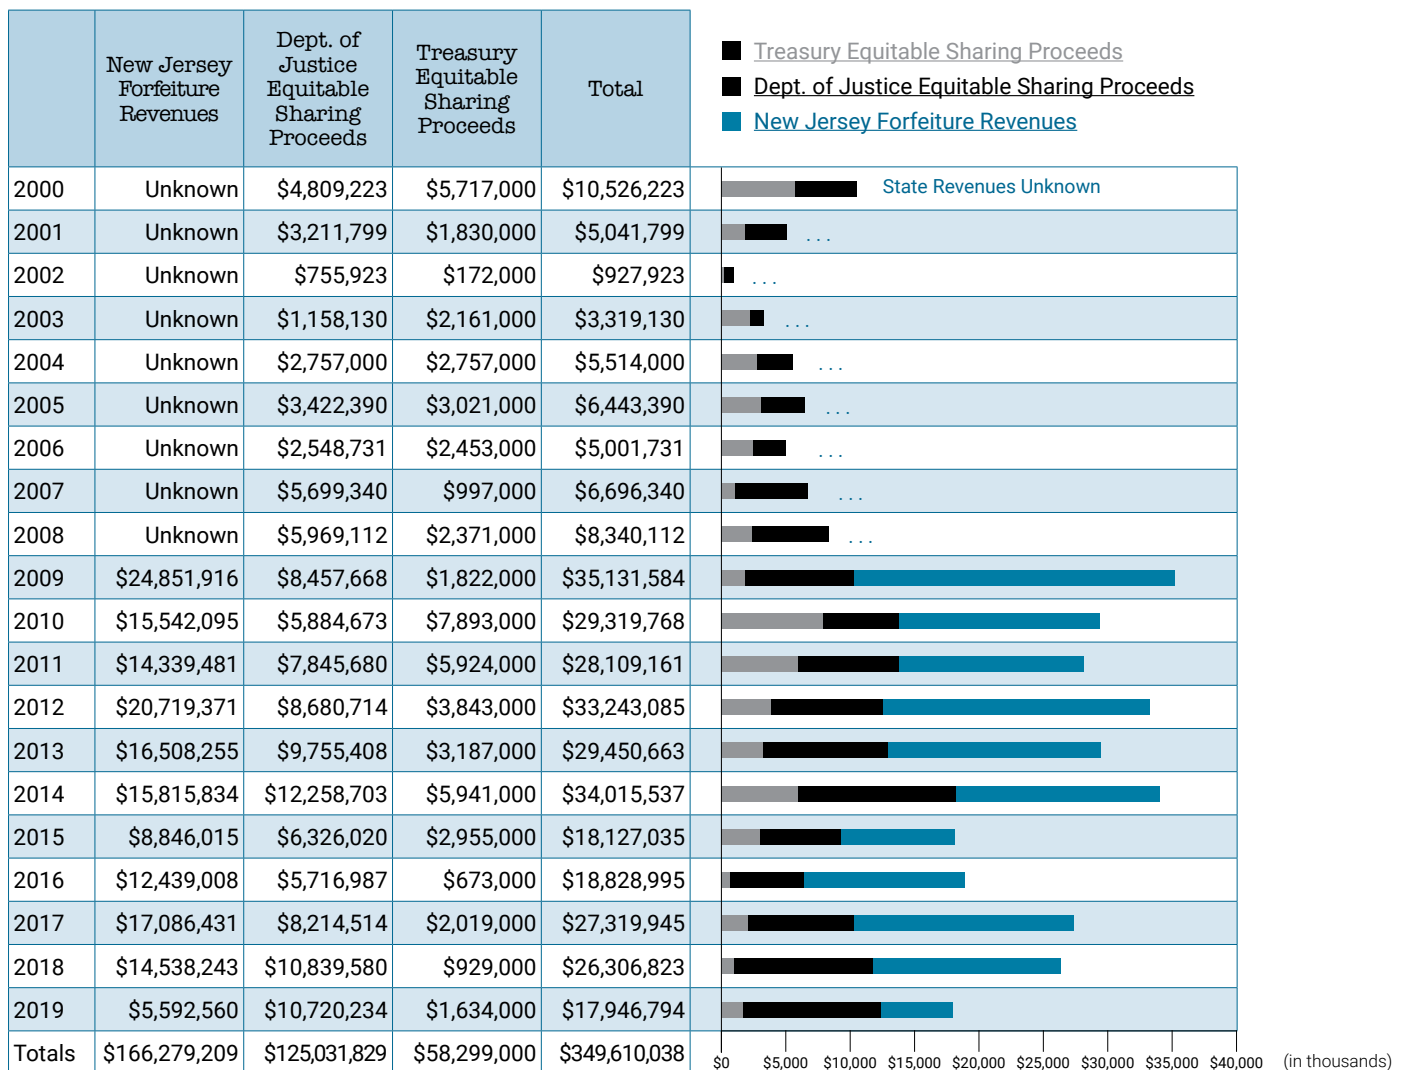 New Jersey
Forfeiture
Revenues
Dept. of
Justice
Equitable
Sharing
Proceeds
Treasury
Equitable
Sharing
Proceeds
Total
Treasury Equitable Sharing Proceeds
Dept. of Justice Equitable Sharing Proceeds
New Jersey Forfeiture Revenues
2000 Unknown $4,809,223 $5,717,000 $10,526,223 State Revenues Unknown
2001 Unknown $3,211,799 $1,830,000 $5,041,799 ...
2002 Unknown $755,923 $172,000 $927,923 ...
2003 Unknown $1,158,130 $2,161,000 $3,319,130 ...
2004 Unknown $2,757,000 $2,757,000 $5,514,000 ...
2005 Unknown $3,422,390 $3,021,000 $6,443,390 ...
2006 Unknown $2,548,731 $2,453,000 $5,001,731 ...
2007 Unknown $5,699,340 $997,000 $6,696,340 ...
2008 Unknown $5,969,112 $2,371,000 $8,340,112 ...
2009 $24,851,916 $8,457,668 $1,822,000 $35,131,584
2010 $15,542,095 $5,884,673 $7,893,000 $29,319,768
2011 $14,339,481 $7,845,680 $5,924,000 $28,109,161
2012 $20,719,371 $8,680,714 $3,843,000 $33,243,085
2013 $16,508,255 $9,755,408 $3,187,000 $29,450,663
2014 $15,815,834 $12,258,703 $5,941,000 $34,015,537
2015 $8,846,015 $6,326,020 $2,955,000 $18,127,035
2016 $12,439,008 $5,716,987 $673,000 $18,828,995
2017 $17,086,431 $8,214,514 $2,019,000 $27,319,945
2018 $14,538,243 $10,839,580 $929,000 $26,306,823
2019 $5,592,560 $10,720,234 $1,634,000 $17,946,794
Totals $166,279,209 $125,031,829 $58,299,000 $349,610,038
$0 $5,000 $10,000 $15,000 $20,000 $25,000 $30,000 $35,000 $40,000 (in thousands)